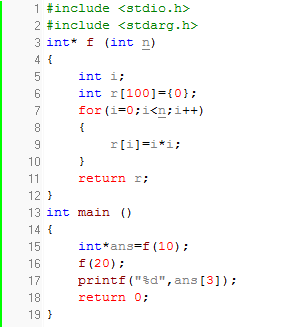 1 #include <stdio.h>
2 #include <stdarg.h>
3 int* f (int n)
4 {
5     int i;
6     int r[100]={0};
7     for(i=0;i<n;i++)
8     {
9         r[i]=i*i;
10     }
11     return r;
12 }
13 int main ()
14 {
15     int*ans=f(10);
16     f(20);
17     printf("%d",ans[3]);
18     return 0;
19 }